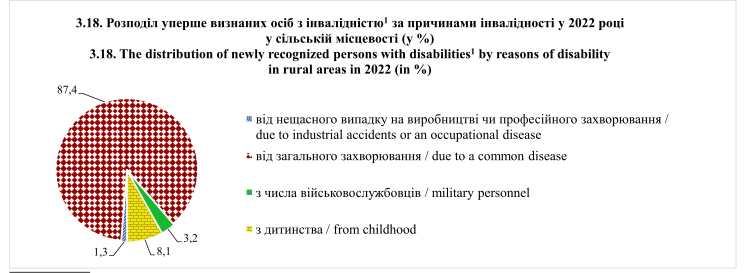 3.18. Розподіл уперше визнаних осіб з інвалідністю¹ за причинами інвалідності у 2022 році
у сільській місцевості (у %)
3.18. The distribution of newly recognized persons with disabilities¹ by reasons of disability
in rural areas in 2022 (in %)
87,4
від нещасного випадку на виробництві чи професійного захворювання /
due to industrial accidents or an occupational disease
від загального захворювання / due to a common disease
з числа військовослужбовців / military personnel
з дитинства / from childhood
3,2
1,3
8,1